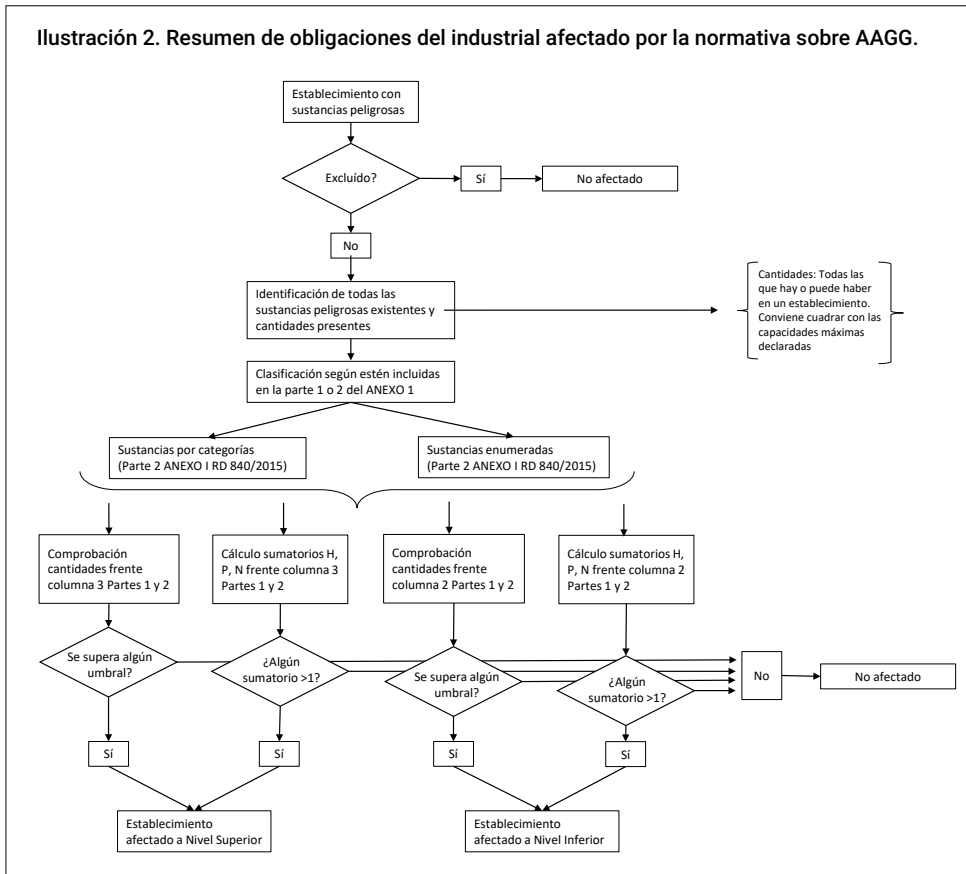 Ilustración 2. Resumen de obligaciones del industrial afectado por la normativa sobre AAGG.
Establecimiento con
sustancias peligrosas
Excluído?
Sí
No afectado
No
Identificación de todas las
sustancias peligrosas existentes y
cantidades presentes
Cantidades: Todas las
que hay o puede haber
en un establecimiento.
Conviene cuadrar con las
capacidades máximas
declaradas
Clasificación según estén incluidas
en la parte 1 o 2 del ANEXO 1
Sustancias por categorías
(Parte 2 ANEXO I RD 840/2015)
Sustancias enumeradas
(Parte 2 ANEXO I RD 840/2015)
Comprobación
cantidades frente
columna 3 Partes 1 y 2
Cálculo sumatorios H,
P, N frente columna 3
Partes 1 y 2
Comprobación
cantidades frente
columna 2 Partes 1 y 2
Cálculo sumatorios H,
P, N frente columna 2
Partes 1 y 2
Se supera algún
umbral?
¿Algún
sumatorio >1?
Se supera algún
umbral?
¿Algún
sumatorio >1?
No
No afectado
Sí
Sí
Sí
Sí
Establecimiento
afectado a Nivel Superior
Establecimiento
afectado a Nivel Inferior